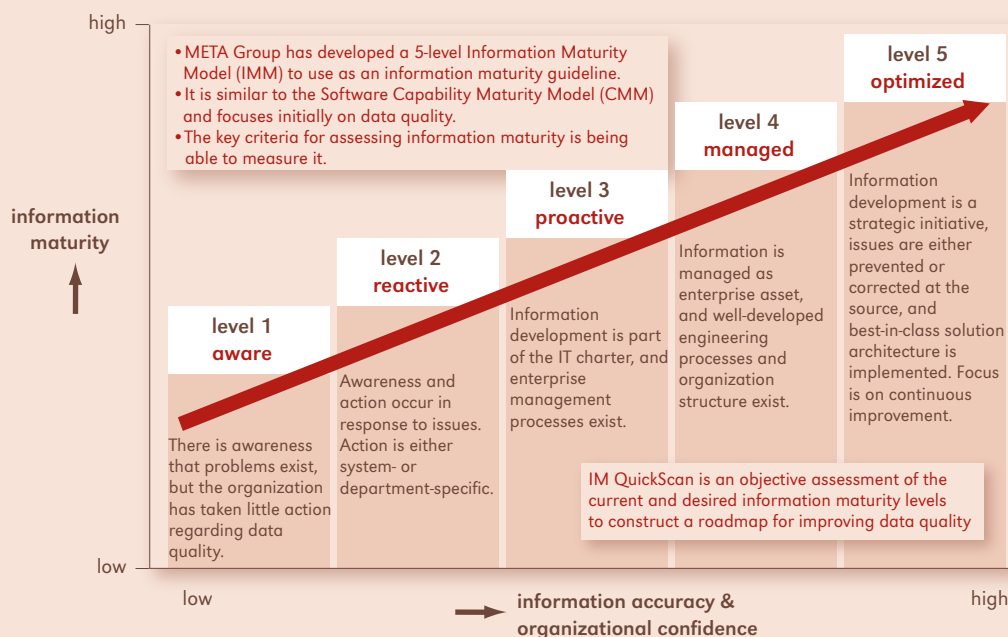 high
• META Group has developed a 5-level Information Maturity
Model (IMM) to use as an information maturity guideline.
• It is similar to the Software Capability Maturity Model (CMM)
and focuses initially on data quality.
• The key criteria for assessing information maturity is being
able to measure it.
information
maturity
level 1
aware
There is awareness
that problems exist,
but the organization
has taken little action
regarding data
quality.
level 2
reactive
Awareness and
action occur in
response to issues.
Action is either
system- or
department-specific.
level 3
proactive
Information
development is part
of the IT charter, and
enterprise
management
processes exist.
level 4
managed
Information is
managed as
enterprise asset,
and well-developed
engineering
processes and
organization
structure exist.
level 5
optimized
Information
development is a
strategic initiative,
issues are either
prevented or
corrected at the
source, and
best-in-class solution
architecture is
implemented. Focus
is on continuous
improvement.
IM QuickScan is an objective assessment of the
current and desired information maturity levels
to construct a roadmap for improving data quality
low
low
high
information accuracy &
organizational confidence